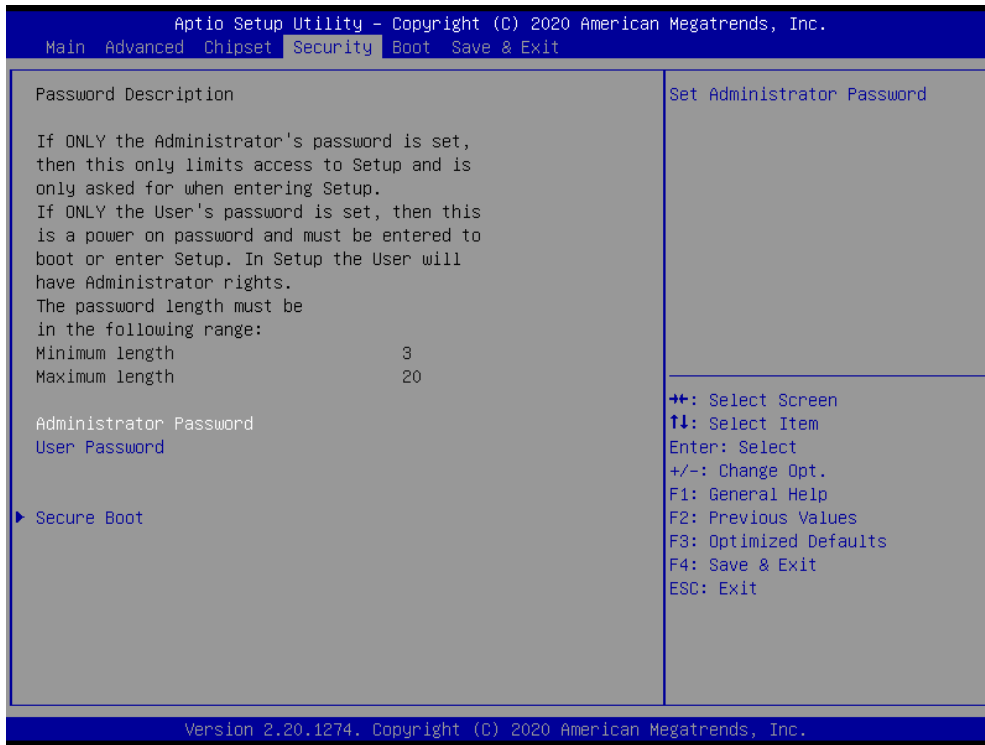 Aptio Setup Utility – Copyright (C) 2020 American Megatrends, Inc.
Main Advanced Chipset Security Boot Save & Exit
Password Description
If ONLY the Administrator's password is set,
then this only limits access to Setup and is
only asked for when entering Setup.
If ONLY the User's password is set, then this
is a power on password and must be entered to
boot or enter Setup. In Setup the User will
have Administrator rights.
The password length must be
in the following range:
Minimum length 3
Maximum length 20
Administrator Password
User Password
Secure Boot
Set Administrator Password
→←: Select Screen
↑↓: Select Item
Enter: Select
+/-: Change Opt.
F1: General Help
F2: Previous Values
F3: Optimized Defaults
F4: Save & Exit
ESC: Exit
Version 2.20.1274. Copyright (C) 2020 American Megatrends, Inc.